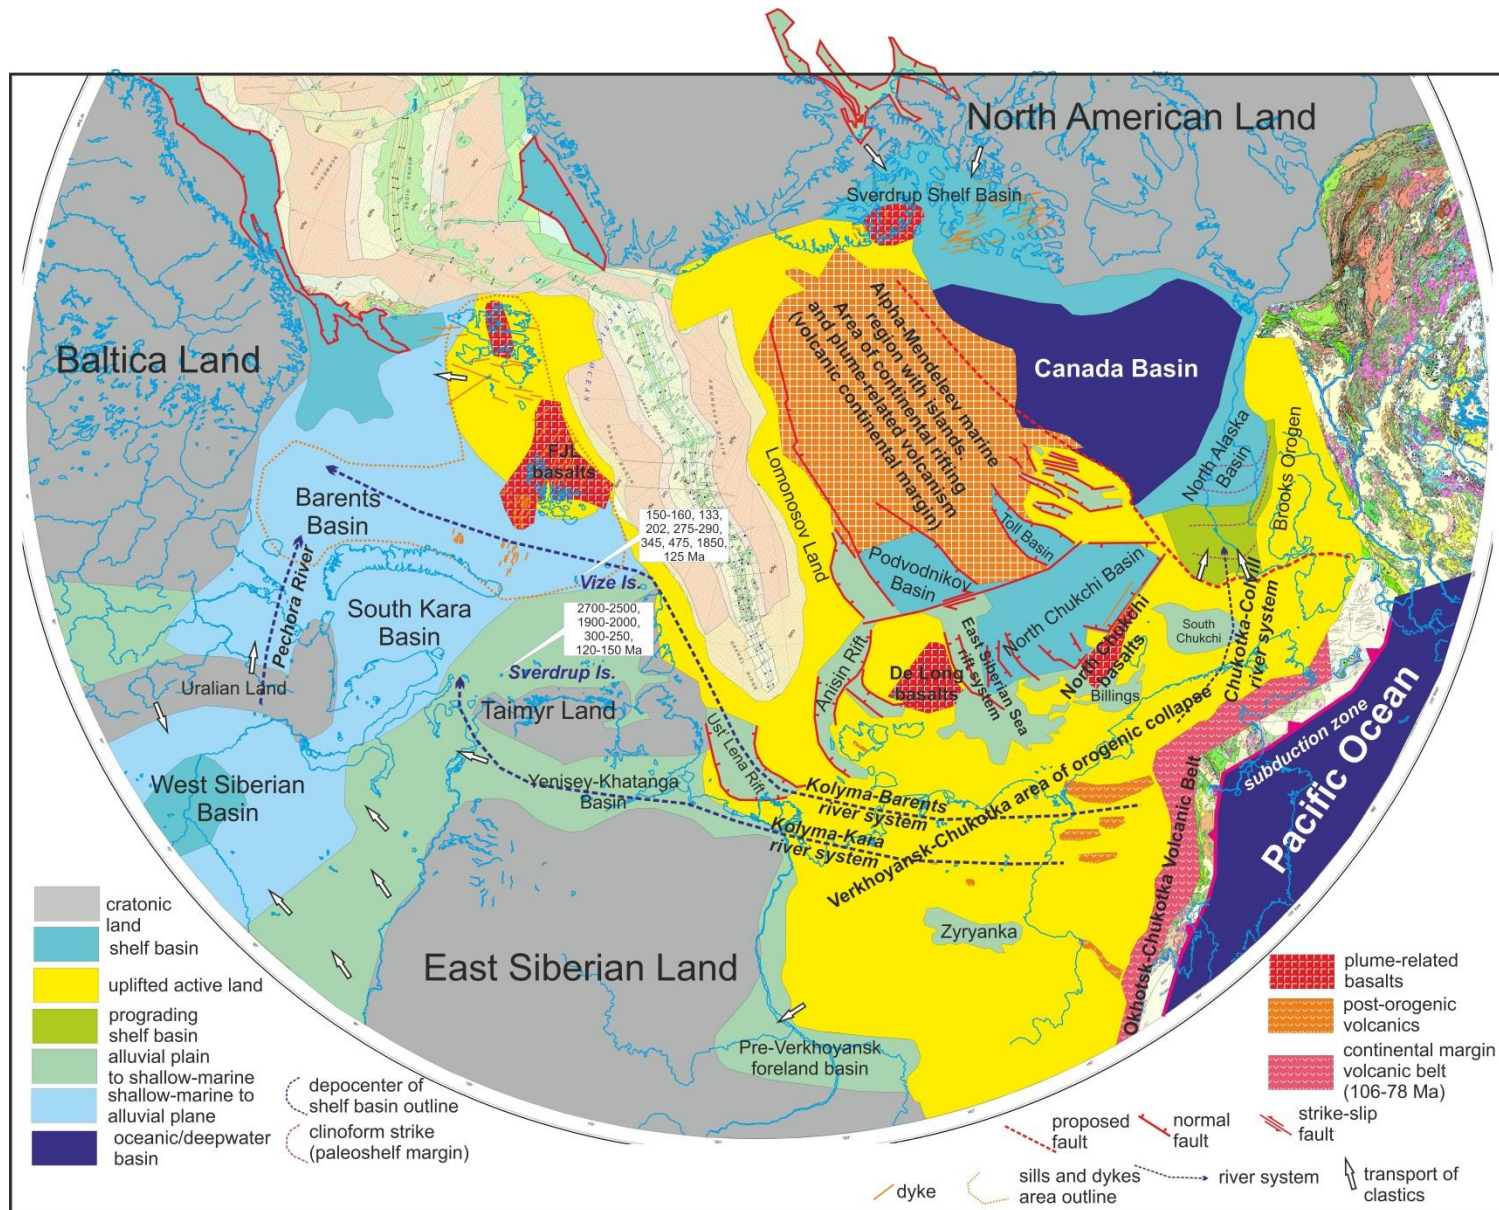 North American Land
Sverdrup Shelf Basin
Baltica Land
Alpha-Mendeleev marine
region with islands
Area of continental rifting
and plume-related volcanism
(volcanic continental margin)
Canada Basin
North Alaska
Basin
Brooks Orogen
FJL
basalts
Lomonosov Land
Barents
Basin
150-160, 133,
202, 275-290,
345, 475, 1850,
125 Ma
Toll Basin
Podvodnikov
Basin
Vize Is.
North Chukchi Basin
Chukotka-Colvill
river system
Pechora River
South Kara
Basin
2700-2500,
1900-2000,
300-250,
120-150 Ma
South
Chukchi
East Siberian Sea
rift system
North Chukchi
basalts
Anisin Rift
De Long
basalts
Billings
Uralian Land
Sverdrup Is.
Taimyr Land
Ust' Lena Rift
subduction zone
Pacific Ocean
West Siberian
Basin
Yenisey-Khatanga
Basin
Kolyma-Barents
river system
Kolyma-Kara
river system
Verkhoyansk-Chukotka area of orogenic collapse
Okhotsk-Chukotka Volcanic Belt
Zyryanka
East Siberian Land
Pre-Verkhoyansk
foreland basin
cratonic
land
shelf basin
uplifted active land
prograding
shelf basin
alluvial plain
to shallow-marine
shallow-marine to
alluvial plane
oceanic/deepwater
basin
depocenter of
shelf basin outline
clinoform strike
(paleoshelf margin)
plume-related
basalts
post-orogenic
volcanics
continental margin
volcanic belt
(106-78 Ma)
proposed
fault
normal
fault
strike-slip
fault
dyke
sills and dykes
area outline
river system
transport of
clastics